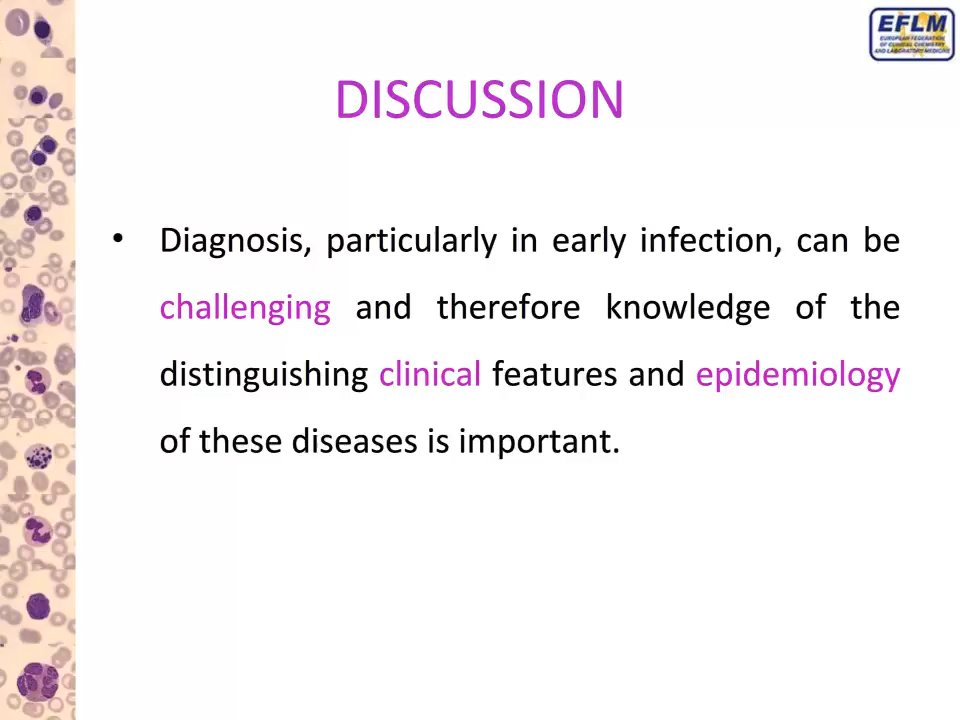 EFLM
EUROPEAN FEDERATION
OF CLINICAL CHEMISTRY
AND LABORATORY MEDICINE
DISCUSSION
• Diagnosis, particularly in early infection, can be
challenging and therefore knowledge of the
distinguishing clinical features and epidemiology
of these diseases is important.